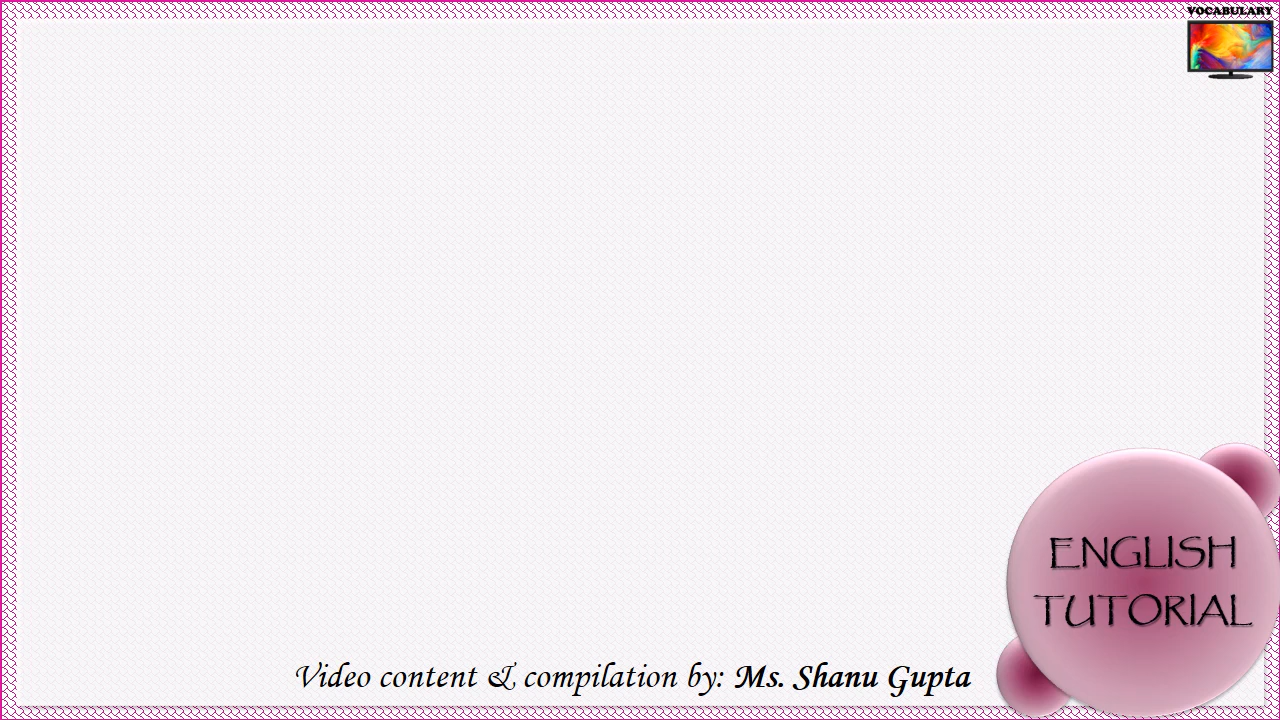 VOCABULARY
ENGLISH
TUTORIAL
Video content & compilation by: Ms. Shanu Gupta